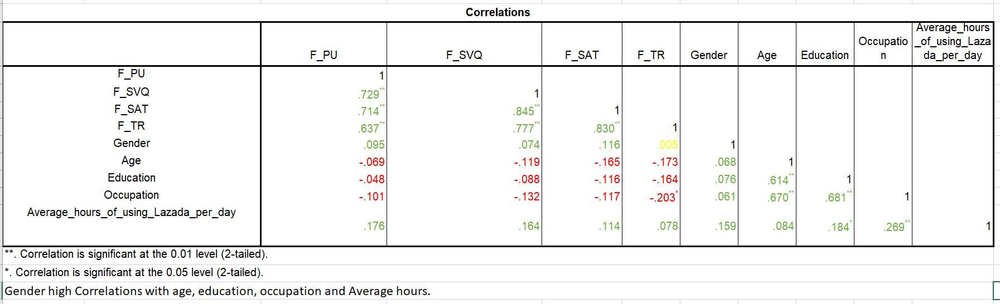 Correlations
F_PU F_SVQ F_SAT F_TR Gender Age Education Occupatio
n Average_hours
_of_using_Laza
da_per_day
F_PU 1
F_SVQ .729** 1
F_SAT .714** .845** 1
F_TR .637** .777** .830** 1
Gender .095 .074 .116 .005 1
Age -.069 -.119 -.165 -.173 .068 1
Education -.048 -.088 -.116 -.164 .076 .614** 1
Occupation -.101 -.132 -.117 -.203* .061 .670** .681** 1
Average_hours_of_using_Lazada_per_day .176 .164 .114 .078 .159 .084 .184* .269** 1
**. Correlation is significant at the 0.01 level (2-tailed).
*. Correlation is significant at the 0.05 level (2-tailed).
Gender high Correlations with age, education, occupation and Average hours.